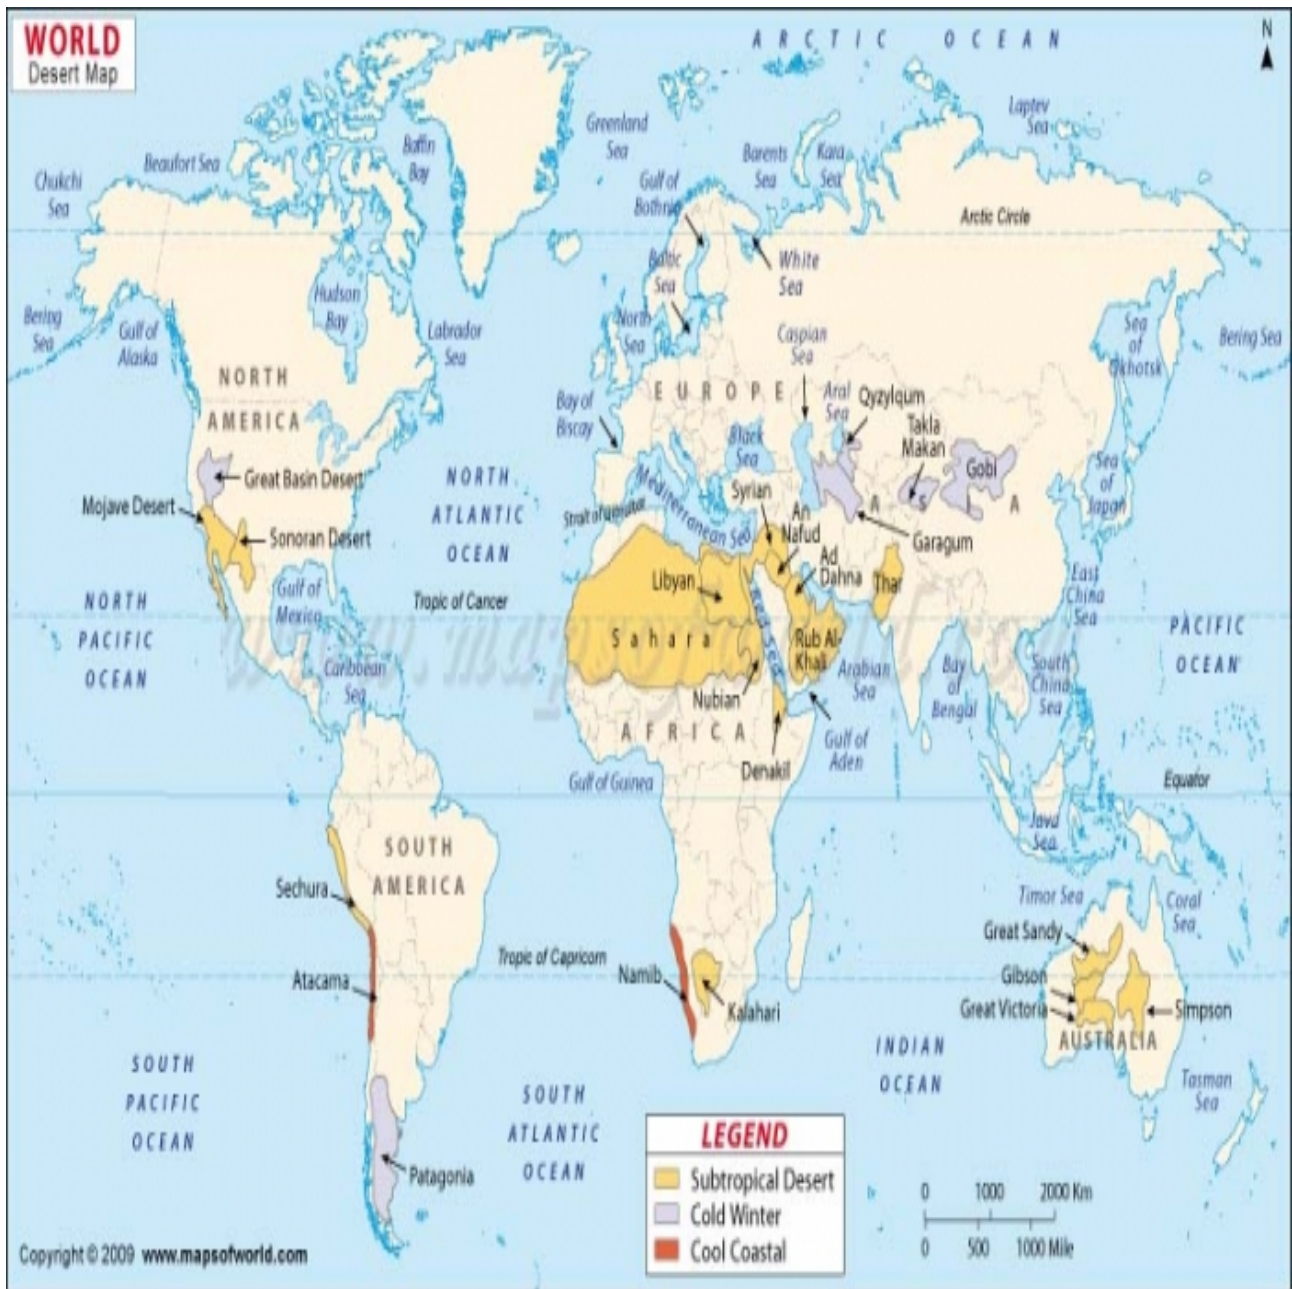 WORLD
Desert Map
N
ARCTIC OCEAN
Greenland
Sea
Laptev
Sea
Baffin
Bay
Beaufort Sea
Barents
Sea
Kara
Sea
Chukchi
Sea
Gulf of
Bothnia
Arctic Circle
Baltic
Sea
White
Sea
Hudson
Bay
Bering
Sea
Gulf of
Alaska
Labrador
Sea
North
Sea
Caspian
Sea
Sea
of
Okhotsk
Bering Sea
NORTH
AMERICA
EUROPE
Bay of
Biscay
Aral
Sea
Qyzylqum
Takla
Makan
Black
Sea
Gobi
Great Basin Desert
NORTH
ATLANTIC
OCEAN
Mediterranean Sea
Syrian
A S A
Sea
of
Japan
Mojave Desert
Strait of
An
Nafud
Garagum
Sonoran Desert
Ad
Dahna
Libyan
Thar
Gulf of
Mexico
East
China
Sea
NORTH
PACIFIC
OCEAN
Tropic of Cancer
Red Sea
PACIFIC
OCEAN
Sahara
Rub Al-
Khali
Arabian
Sea
Bay
of
Bengal
South
China
Sea
Caribbean
Sea
Nubian
AFRICA
Gulf of
Aden
Denakil
Gulf of Guinea
Equator
Java
Sea
SOUTH
AMERICA
Sechura
Timor Sea
Coral
Sea
Great Sandy
Tropic of Capricorn
Atacama
Namib
Kalahari
Gibson
Great Victoria
Simpson
AUSTRALIA
INDIAN
OCEAN
SOUTH
PACIFIC
OCEAN
SOUTH
ATLANTIC
OCEAN
Tasman
Sea
Patagonia
LEGEND
Subtropical Desert
Cold Winter
Cool Coastal
0 1000 2000 Km
0 500 1000 Mile
Copyright © 2009 www.mapsofworld.com